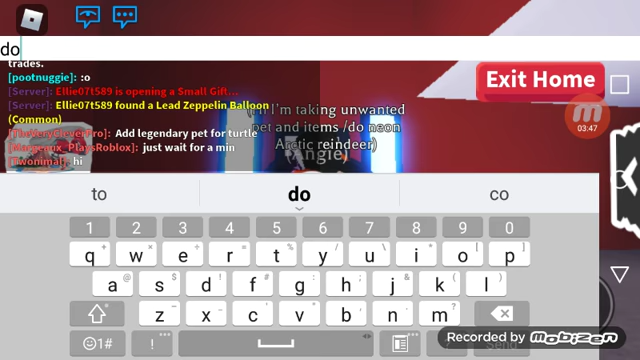 do
trades.
[pootnuggie]: :o
[Server]: Ellie07t589 is opening a Small Gift...
[Server]: Ellie07t589 found a Lead Zeppelin Balloon
(Common)
Add legendary pet for turtle
just wait for a min
[Twonimal]: hi
I'm taking unwanted
pet and items /do neon
Arctic reindeer)
Exit Home
03:47
to do co
1 2 3 4 5 6 7 8 9 0
q w e r t y u i o p
a s d f g h j k l
z x c v b n m
1# !
Recorded by Mobizen